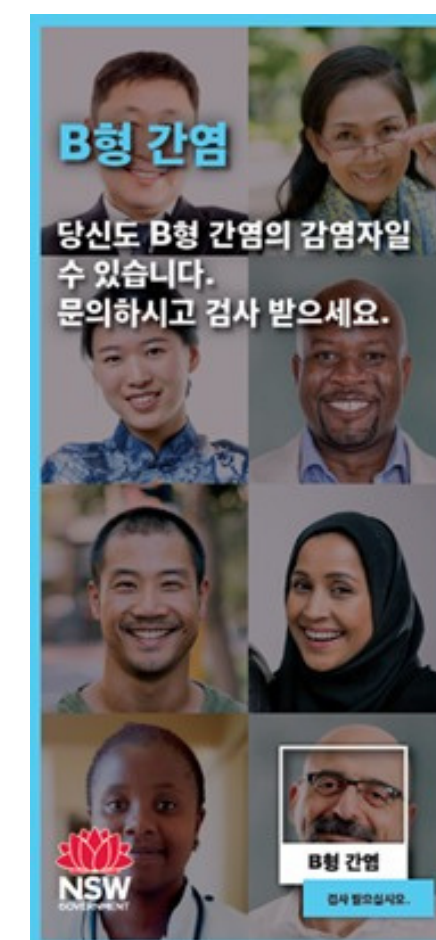 B형 간염
당신도 B형 간염의 감염자일
수 있습니다.
문의하시고 검사 받으세요.
NSW
GOVERNMENT
B형 간염
검사 받으십시오.